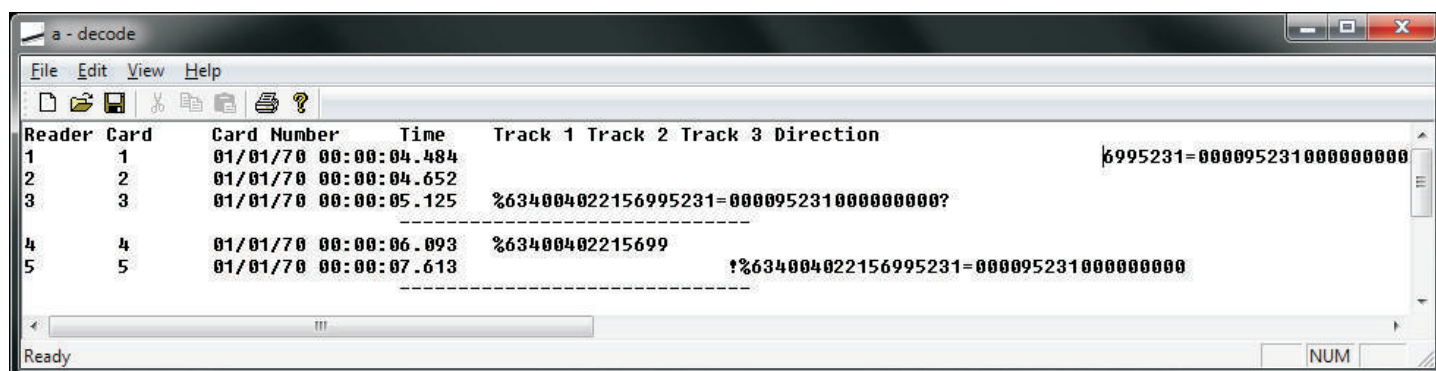 a - decode
File Edit View Help
Reader Card Card Number Time Track 1 Track 2 Track 3 Direction
1 1 01/01/70 00:00:04.484 6995231=000095231000000000
2 2 01/01/70 00:00:04.652
3 3 01/01/70 00:00:05.125 %634004022156995231=000095231000000000?
------------------------------
4 4 01/01/70 00:00:06.093 %63400402215699
5 5 01/01/70 00:00:07.613 !%634004022156995231=000095231000000000
------------------------------
Ready NUM